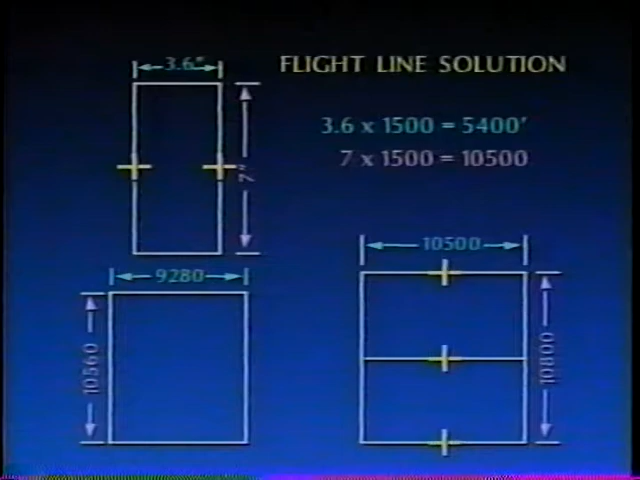 3.6"
FLIGHT LINE SOLUTION
3.6 x 1500 = 5400'
7 x 1500 = 10500
7"
10500
9280
10560
10800